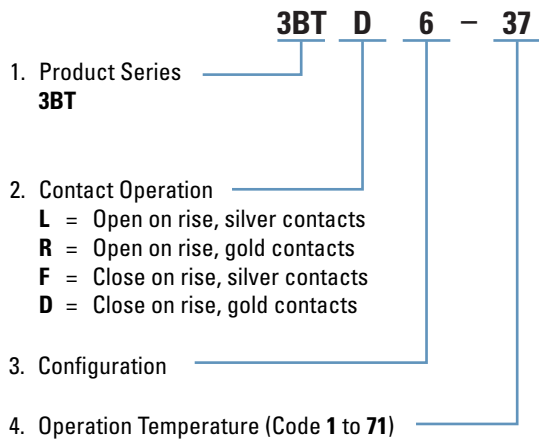 3BT D 6 – 37
1. Product Series
3BT
2. Contact Operation
L = Open on rise, silver contacts
R = Open on rise, gold contacts
F = Close on rise, silver contacts
D = Close on rise, gold contacts
3. Configuration
4. Operation Temperature (Code 1 to 71)